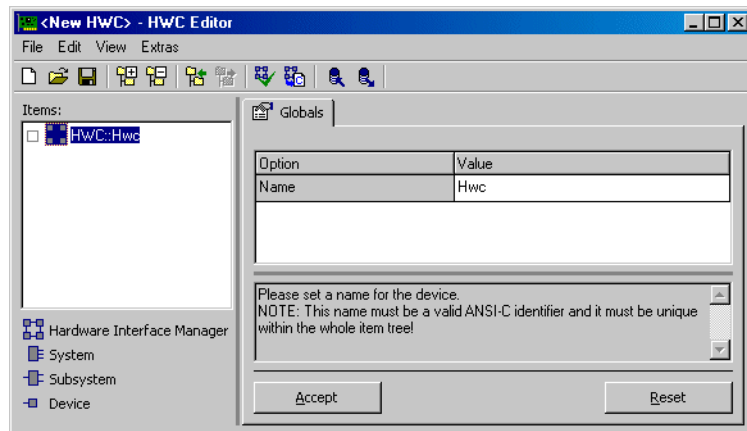 <New HWC> - HWC Editor
File Edit View Extras
Items:
HWC::Hwc
Globals
Option Value
Name Hwc
Please set a name for the device.
NOTE: This name must be a valid ANSI-C identifier and it must be unique
within the whole item tree!
Hardware Interface Manager
System
Subsystem
Device
Accept Reset